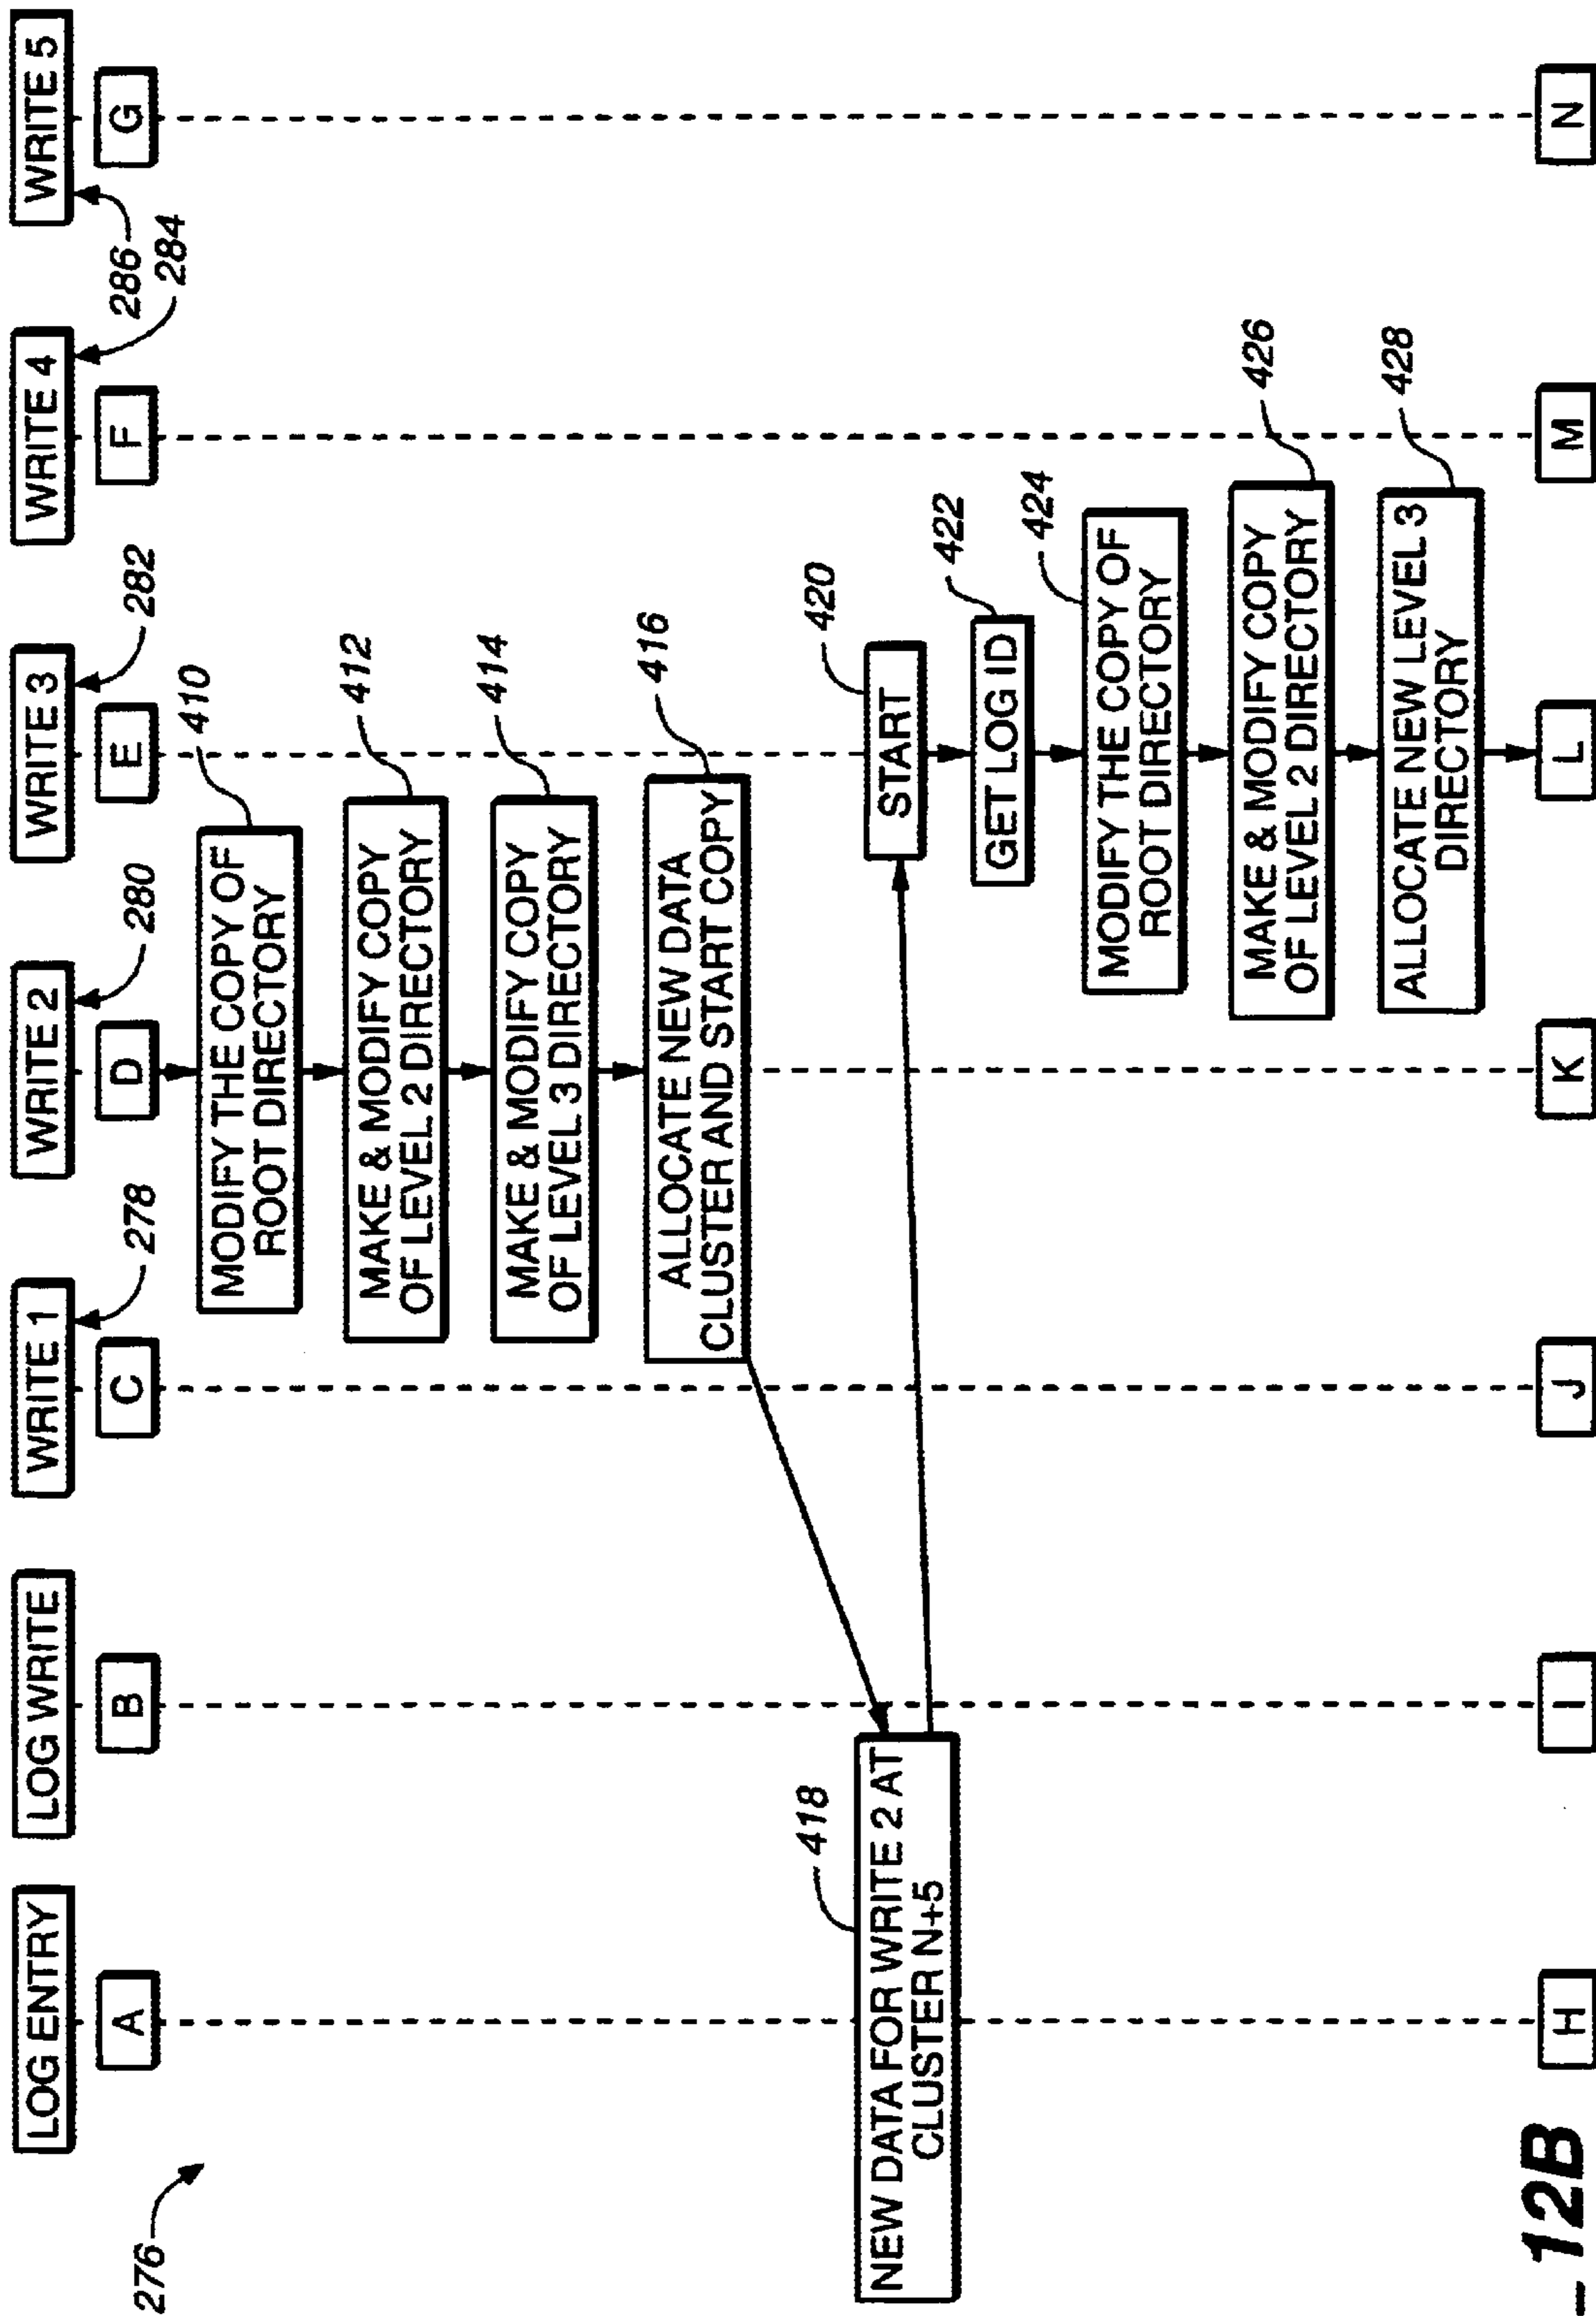 LOG ENTRY
LOG WRITE
WRITE 1
WRITE 2
WRITE 3
WRITE 4
WRITE 5
276
278
280
282
284
286
A
B
C
D
E
F
G
MODIFY THE COPY OF
ROOT DIRECTORY
410
MAKE & MODIFY COPY
OF LEVEL 2 DIRECTORY
412
MAKE & MODIFY COPY
OF LEVEL 3 DIRECTORY
414
ALLOCATE NEW DATA
CLUSTER AND START COPY
416
NEW DATA FOR WRITE 2 AT
CLUSTER N+5
418
START
420
GET LOG ID
422
MODIFY THE COPY OF
ROOT DIRECTORY
424
MAKE & MODIFY COPY
OF LEVEL 2 DIRECTORY
426
ALLOCATE NEW LEVEL 3
DIRECTORY
428
H
I
J
K
L
M
N
– 12B